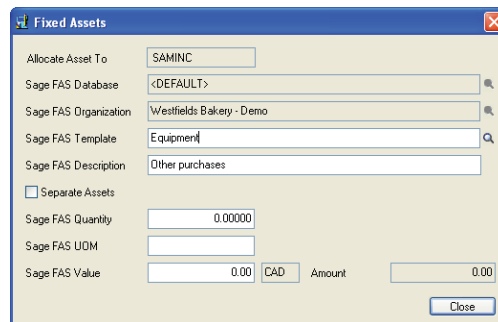 Fixed Assets
Allocate Asset To SAMINC
Sage FAS Database <DEFAULT>
Sage FAS Organization Westfields Bakery - Demo
Sage FAS Template Equipment
Sage FAS Description Other purchases
Separate Assets
Sage FAS Quantity 0.00000
Sage FAS UOM
Sage FAS Value 0.00 CAD Amount 0.00
Close